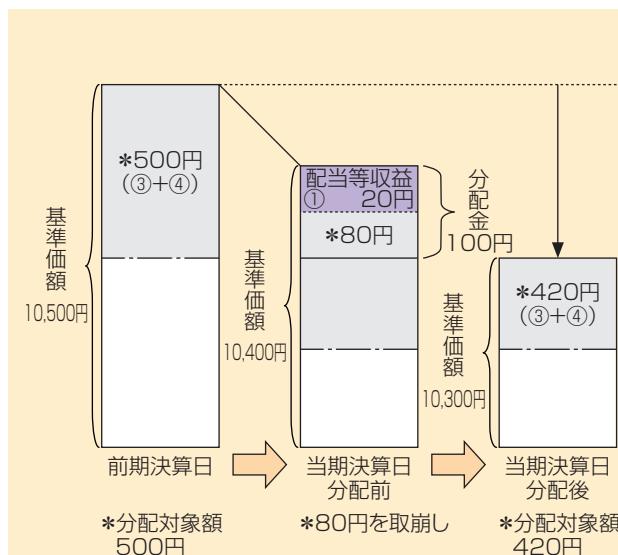 *500円
(③+④)
基準価額
10,500円
前期決算日
*分配対象額
500円
配当等収益
① 20円
*80円
分配金
100円
基準価額
10,400円
当期決算日
分配前
*80円を取崩し
*420円
(③+④)
基準価額
10,300円
当期決算日
分配後
*分配対象額
420円